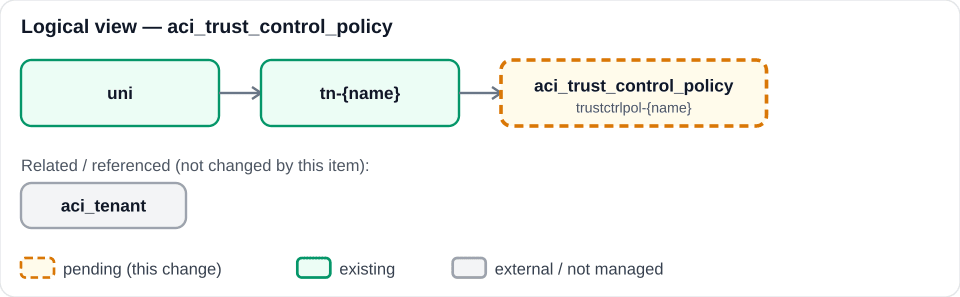 Logical view — aci_trust_control_policy
uni
tn-{name}
aci_trust_control_policy
trustctrlpol-{name}
Related / referenced (not changed by this item):
aci_tenant
pending (this change)
existing
external / not managed